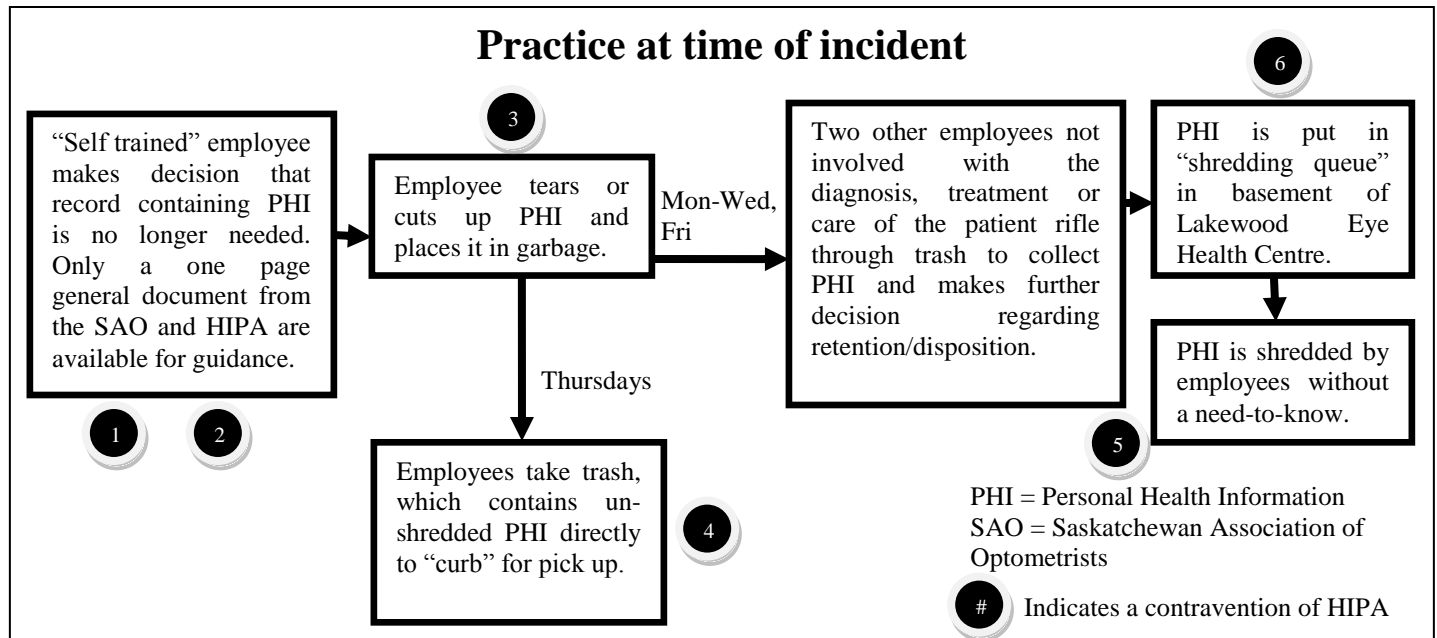 Practice at time of incident
“Self trained” employee
makes decision that
record containing PHI
is no longer needed.
Only a one page
general document from
the SAO and HIPA are
available for guidance.
1
2
3
Employee tears or
cuts up PHI and
places it in garbage.
Mon-Wed,
Fri
Thursdays
Employees take trash,
which contains un-
shredded PHI directly
to “curb” for pick up.
4
Two other employees not
involved with the
diagnosis, treatment or
care of the patient rifle
through trash to collect
PHI and makes further
decision regarding
retention/disposition.
5
6
PHI is put in
“shredding queue”
in basement of
Lakewood Eye
Health Centre.
PHI is shredded by
employees without
a need-to-know.
PHI = Personal Health Information
SAO = Saskatchewan Association of
Optometrists
# Indicates a contravention of HIPA